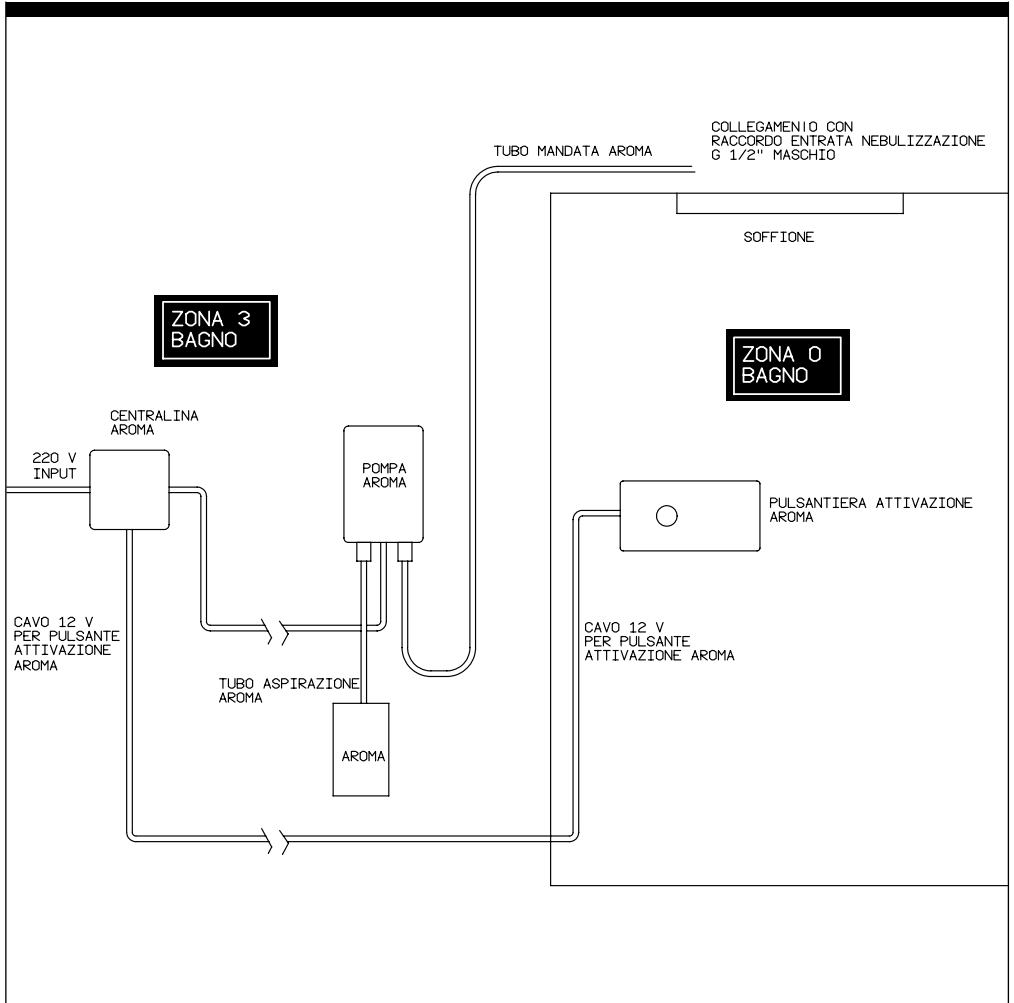 COLLEGAMENIO CON
RACCORDO ENTRATA NEBULIZZAZIONE
G 1/2" MASCHIO
TUBO MANDATA AROMA
SOFFIONE
ZONA 3
BAGNO
ZONA 0
BAGNO
CENTRALINA
AROMA
220 V
INPUT
POMPA
AROMA
PULSANTIERA ATTIVAZIONE
AROMA
CAVO 12 V
PER PULSANTE
ATTIVAZIONE
AROMA
CAVO 12 V
PER PULSANTE
ATTIVAZIONE AROMA
TUBO ASPIRAZIONE
AROMA
AROMA